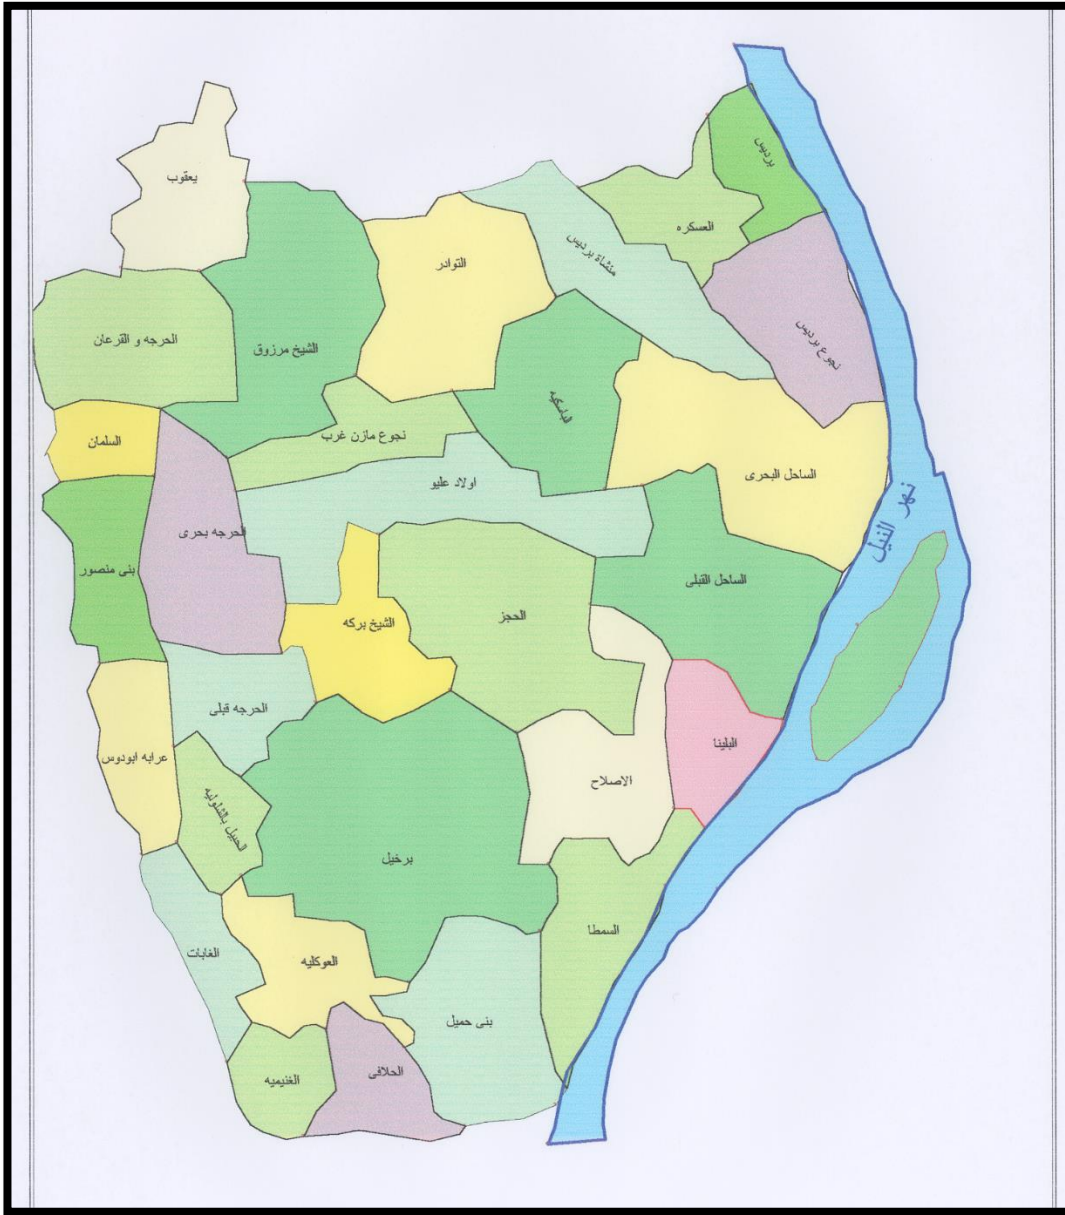 برديس
يعقوب
العسكره
منشاة برديس
التوادر
نجوع برديس
الحرجه و القرعان
الشيخ مرزوق
نجوع مازن غرب
السلمان
الساحل البحرى
اولاد عليو
نهر النيل
الحرجه بحرى
بنى منصور
الساحل القبلى
الحجز
الشيخ بركه
الحرجه قبلى
البلينا
عرابه ابودوس
الاصلاح
برخيل
السمطا
الغابات
العوكليه
بنى حميل
الحلافى
الغنيميه